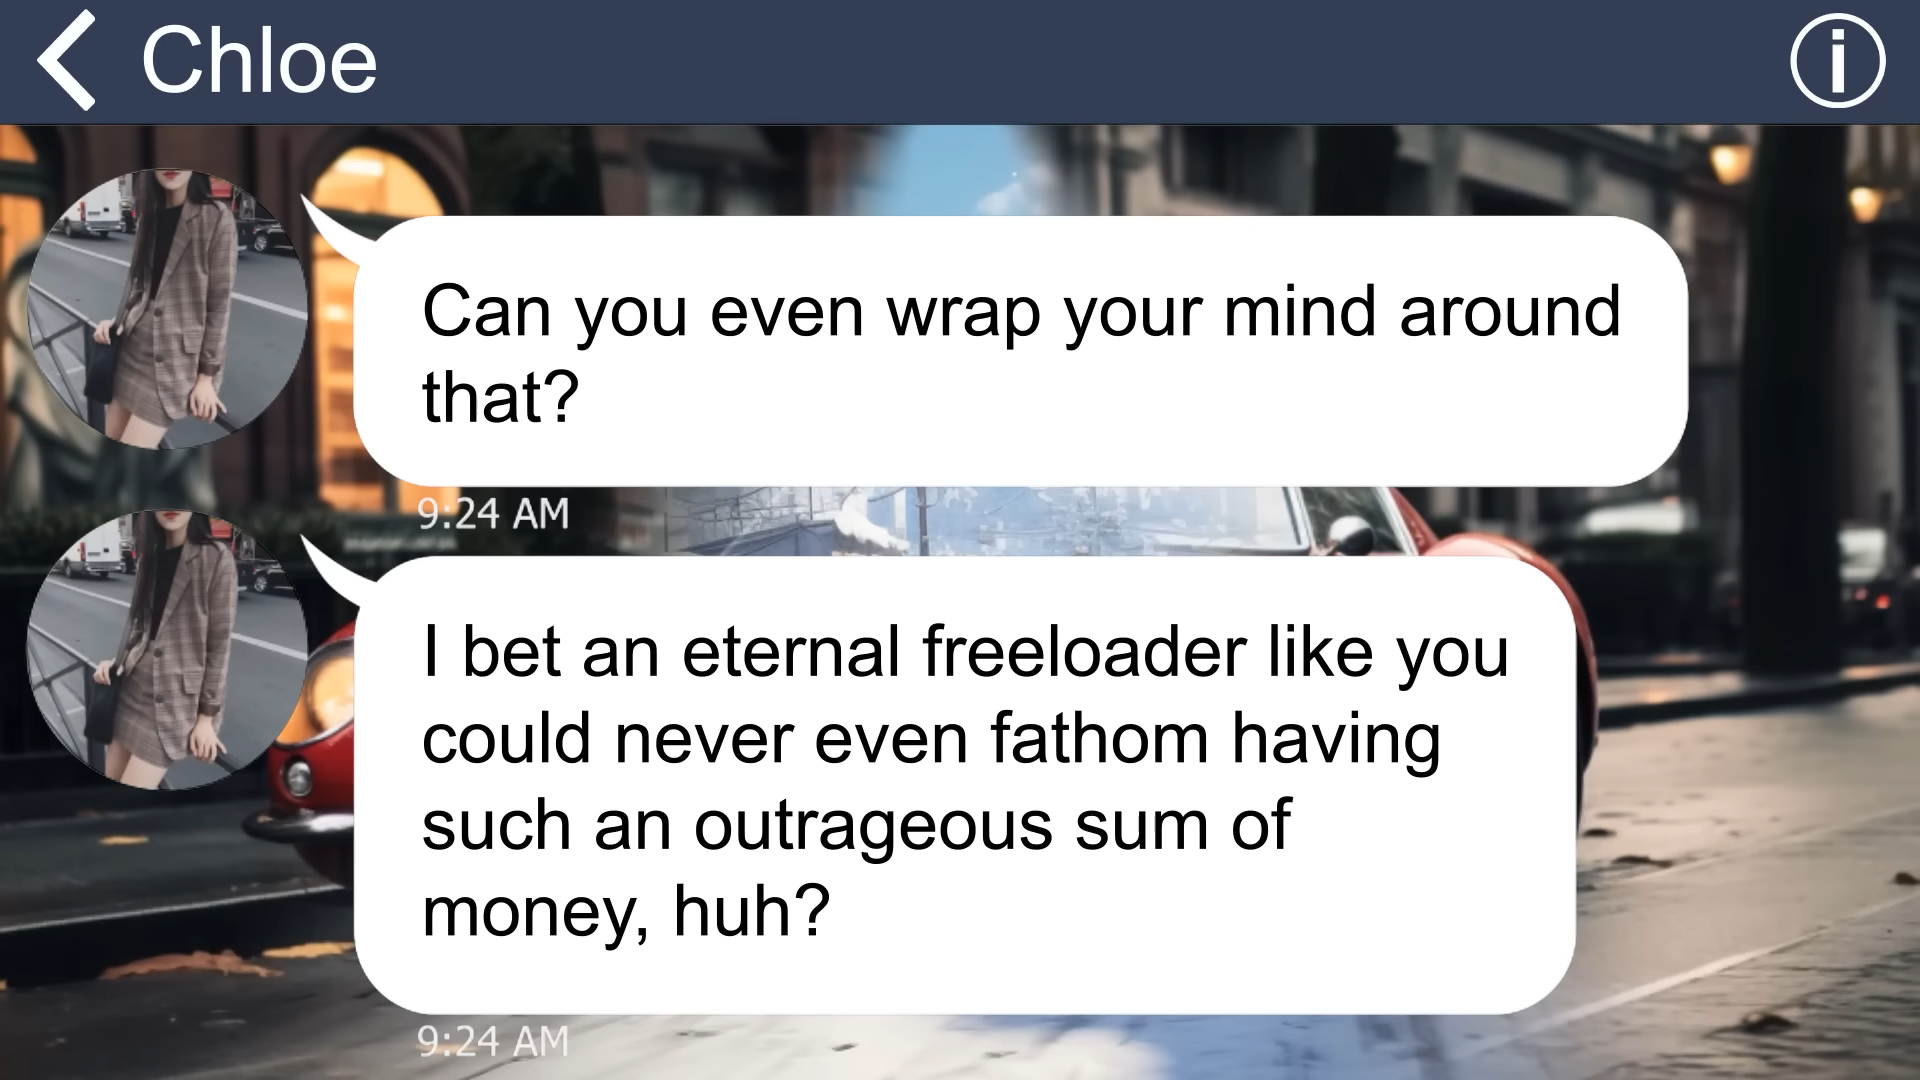 Chloe
Can you even wrap your mind around
that?
9:24 AM
I bet an eternal freeloader like you
could never even fathom having
such an outrageous sum of
money, huh?
9:24 AM